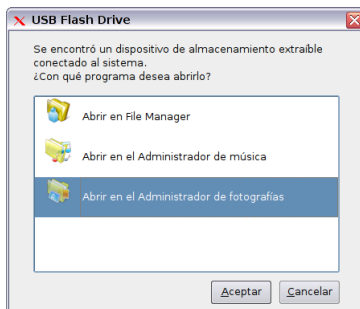 USB Flash Drive
Se encontró un dispositivo de almacenamiento extraíble
conectado al sistema.
¿Con qué programa desea abrirlo?
Abrir en File Manager
Abrir en el Administrador de música
Abrir en el Administrador de fotografías
Aceptar
Cancelar